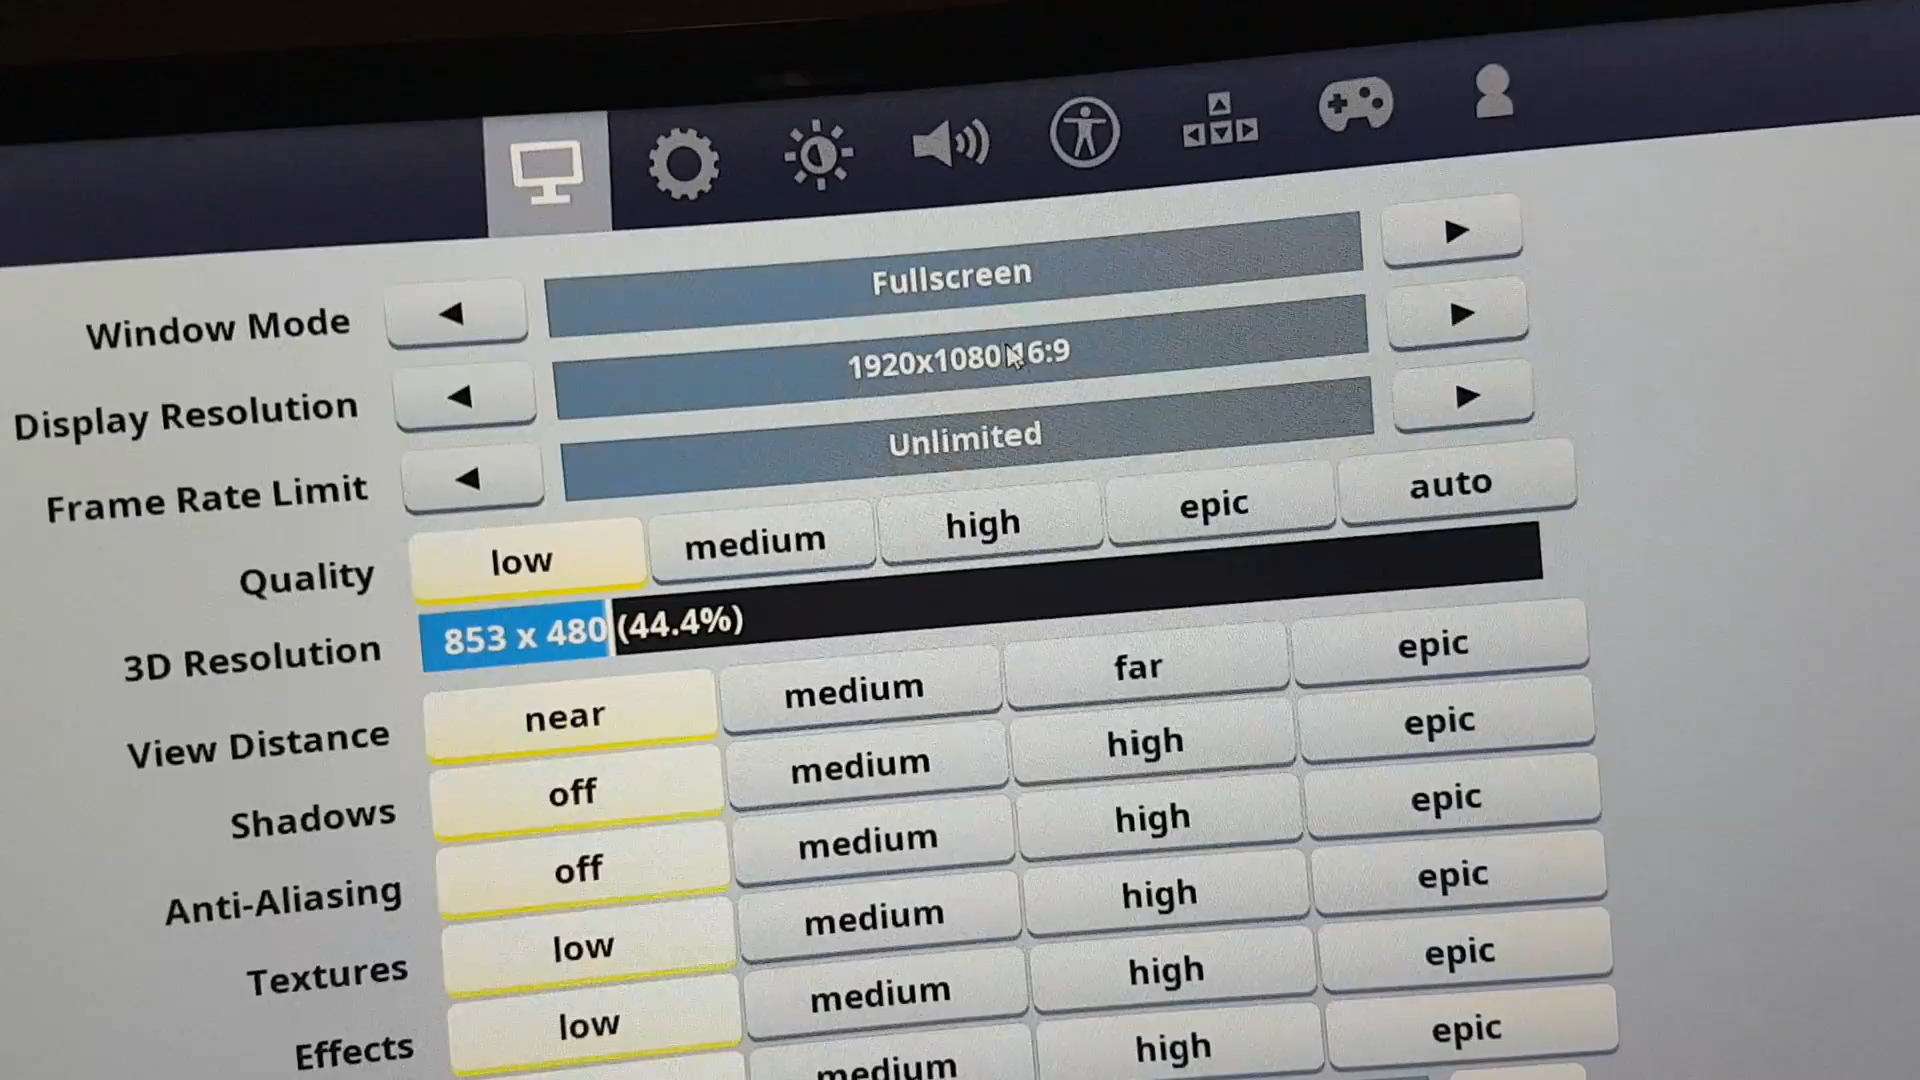 Window Mode Fullscreen
Display Resolution 1920x1080 16:9
Frame Rate Limit Unlimited
Quality low medium high epic auto
3D Resolution 853 x 480 (44.4%)
View Distance near medium far epic
Shadows off medium high epic
Anti-Aliasing off medium high epic
Textures low medium high epic
Effects low medium high epic
medium high epic